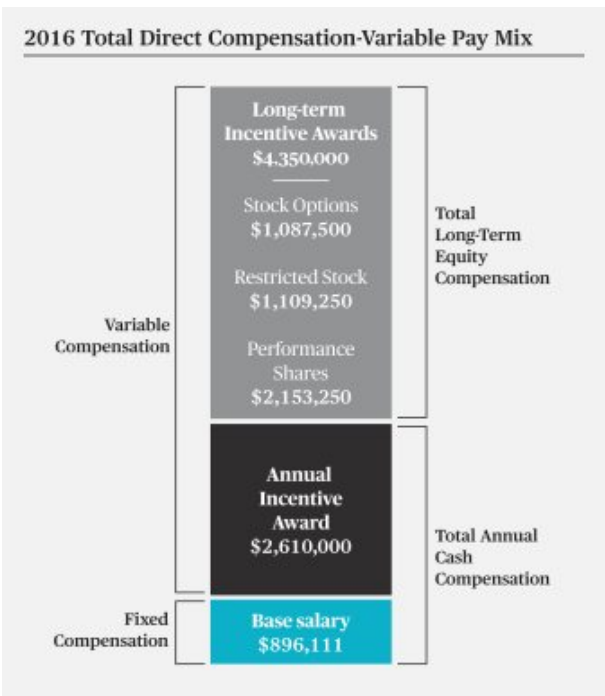 2016 Total Direct Compensation-Variable Pay Mix
Long-term
Incentive Awards
$4,350,000
Stock Options
$1,087,500
Restricted Stock
$1,109,250
Performance
Shares
$2,153,250
Total
Long-Term
Equity
Compensation
Variable
Compensation
Annual
Incentive
Award
$2,610,000
Total Annual
Cash
Compensation
Fixed
Compensation
Base salary
$896,111